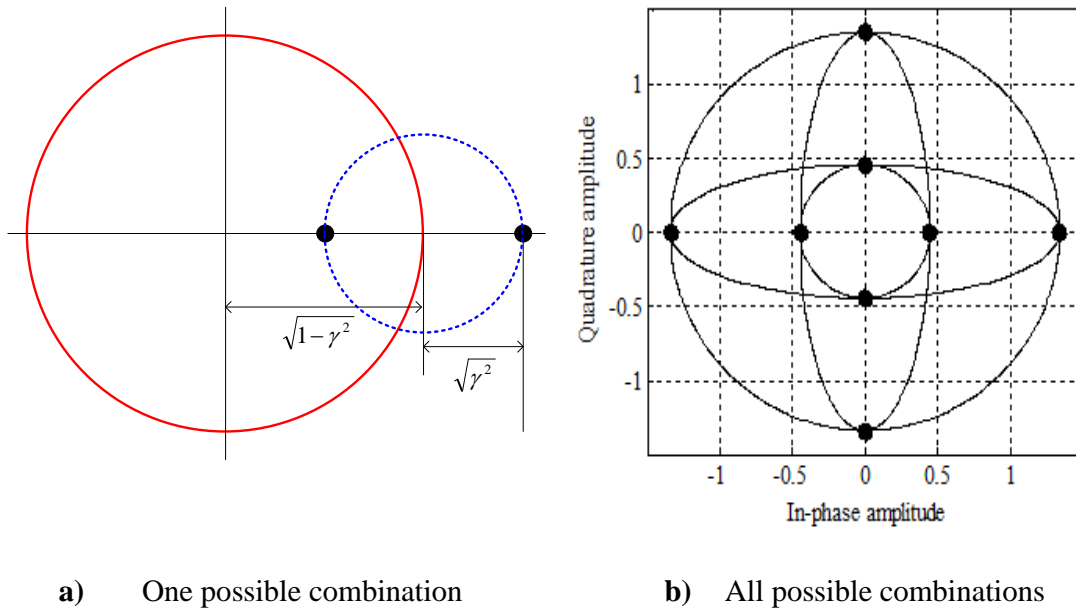 √1−γ²
√γ²
Quadrature amplitude
1
0.5
0
-0.5
-1
-1
-0.5
0
0.5
1
In-phase amplitude
a) One possible combination
b) All possible combinations